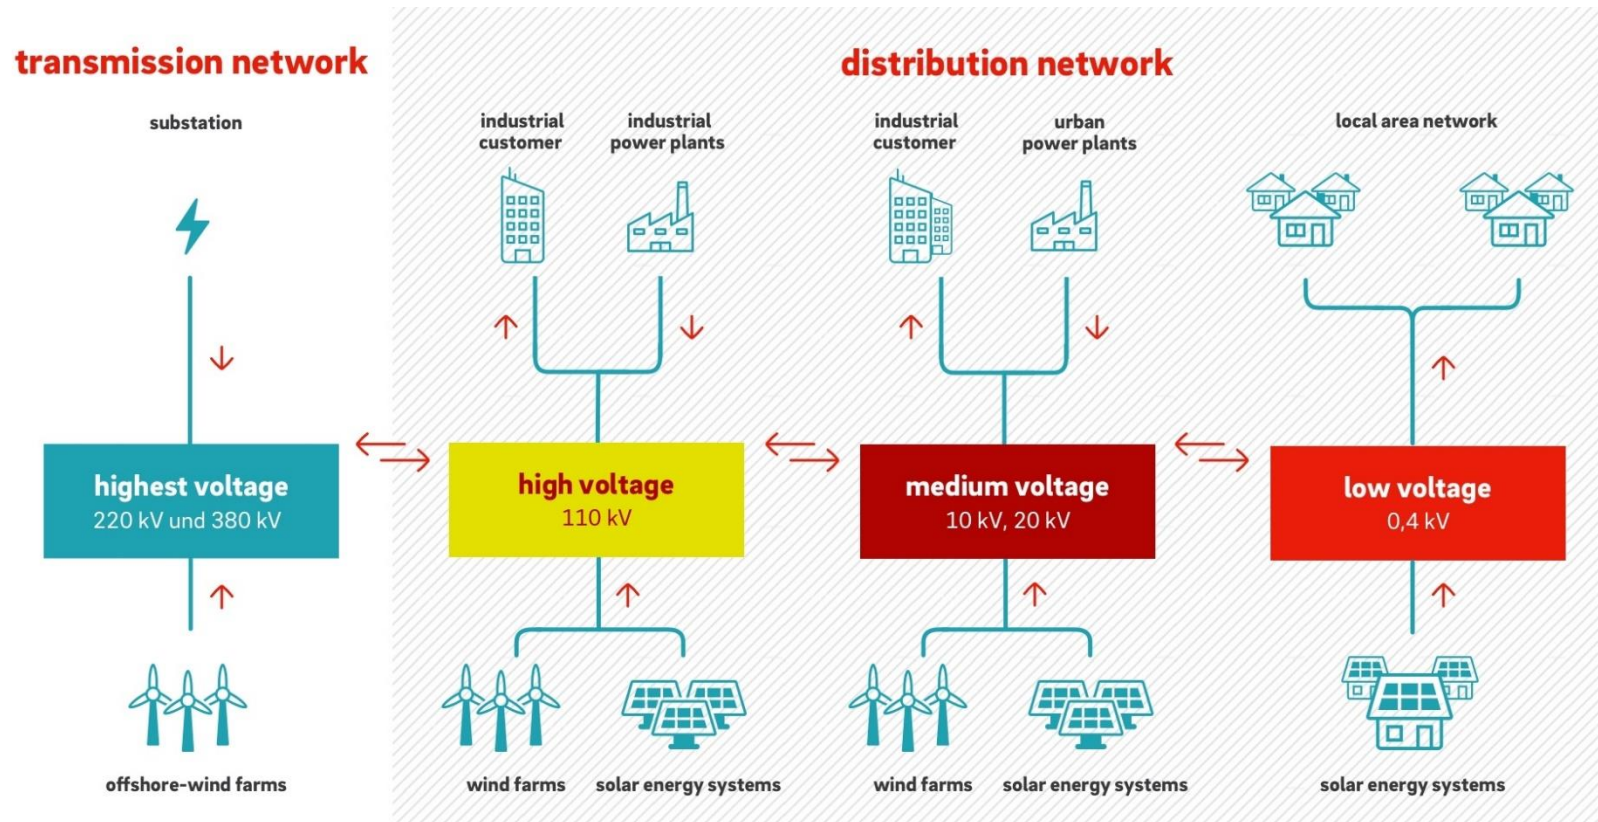 transmission network
distribution network
substation
industrial
customer
industrial
power plants
industrial
customer
urban
power plants
local area network
highest voltage
220 kV und 380 kV
high voltage
110 kV
medium voltage
10 kV, 20 kV
low voltage
0,4 kV
offshore-wind farms
wind farms
solar energy systems
wind farms
solar energy systems
solar energy systems